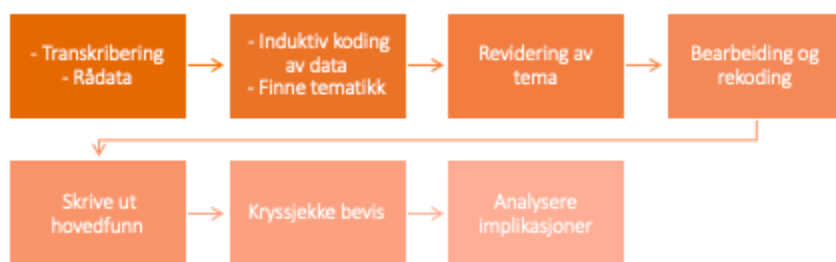 - Transkribering
- Rådata
- Induktiv koding
av data
- Finne tematikk
Revidering av
tema
Bearbeiding og
rekoding
Skrive ut
hovedfunn
Kryssjekke bevis
Analysere
implikasjoner